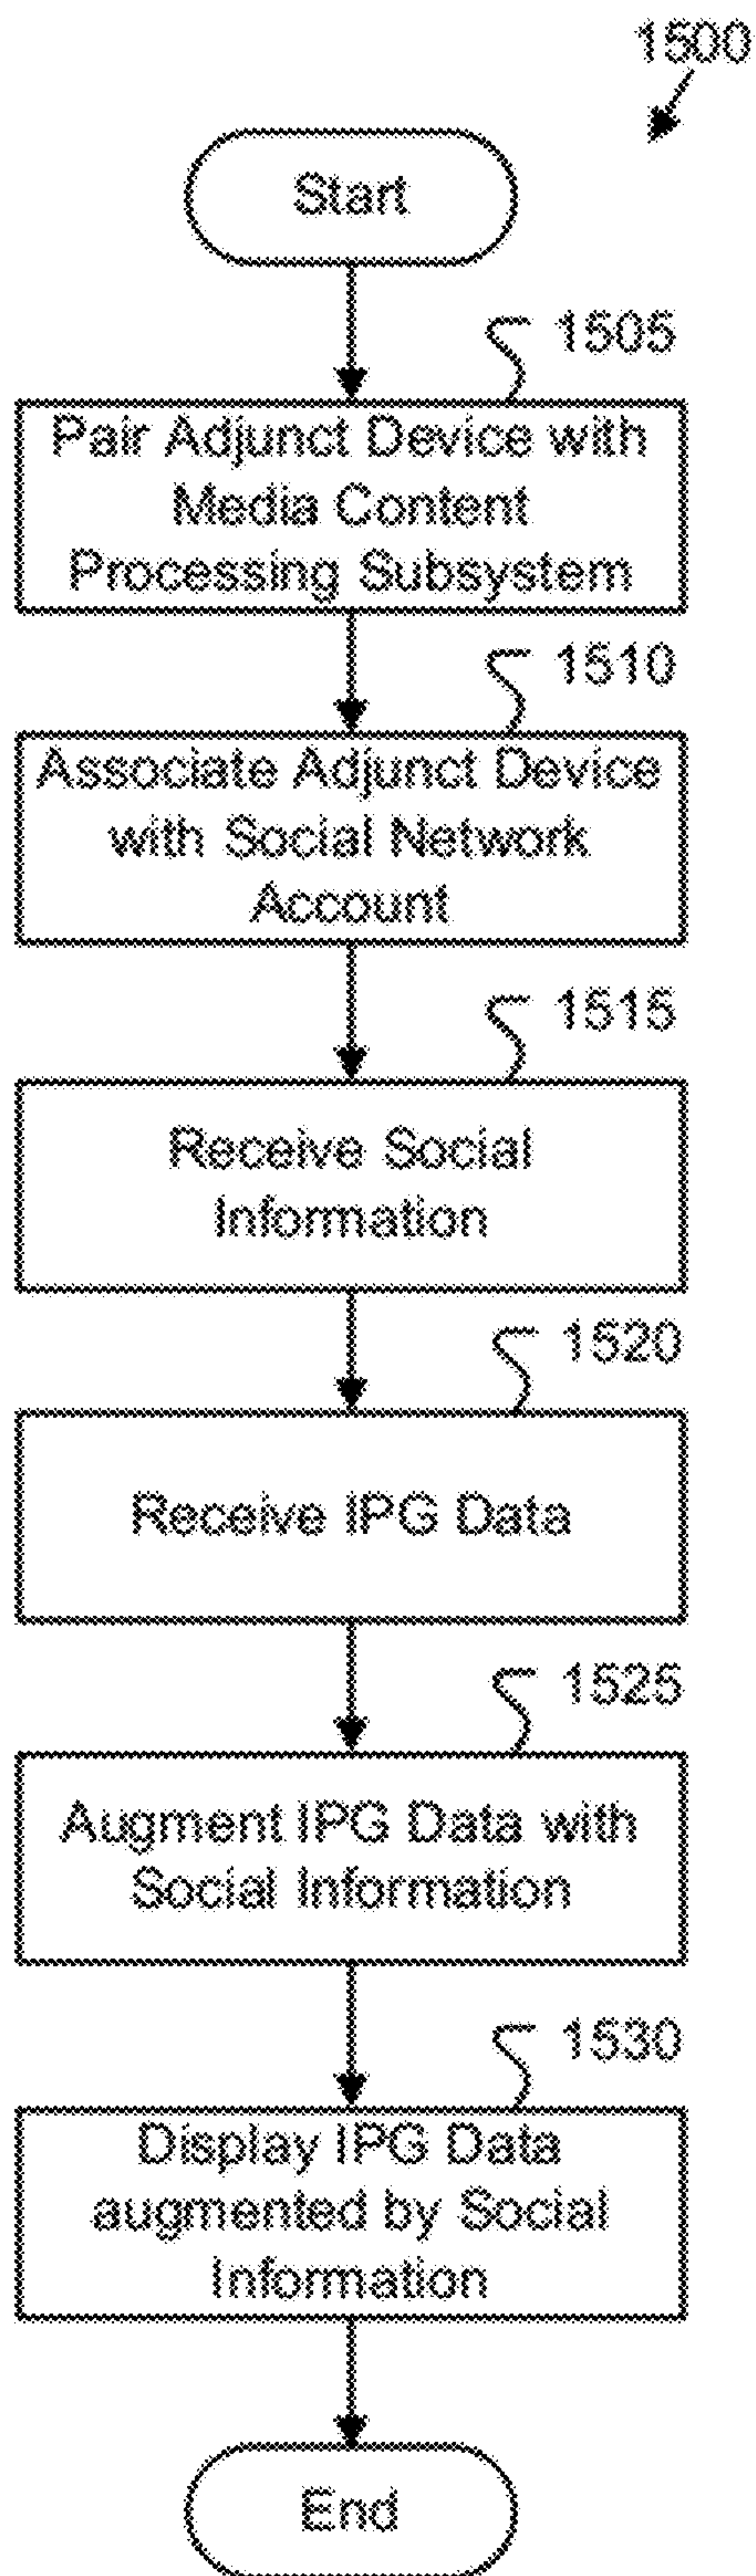 1500
Start
1505
Pair Adjunct Device with
Media Content
Processing Subsystem
1510
Associate Adjunct Device
with Social Network
Account
1515
Receive Social
Information
1520
Receive IPG Data
1525
Augment IPG Data with
Social Information
1530
Display IPG Data
augmented by Social
Information
End